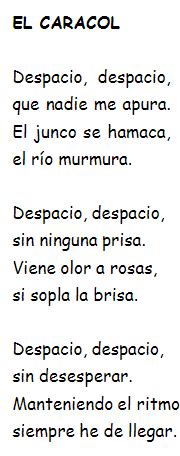 EL CARACOL
Despacio, despacio,
que nadie me apura.
El junco se hamaca,
el río murmura.
Despacio, despacio,
sin ninguna prisa.
Viene olor a rosas,
si sopla la brisa.
Despacio, despacio,
sin desesperar.
Manteniendo el ritmo
siempre he de llegar.